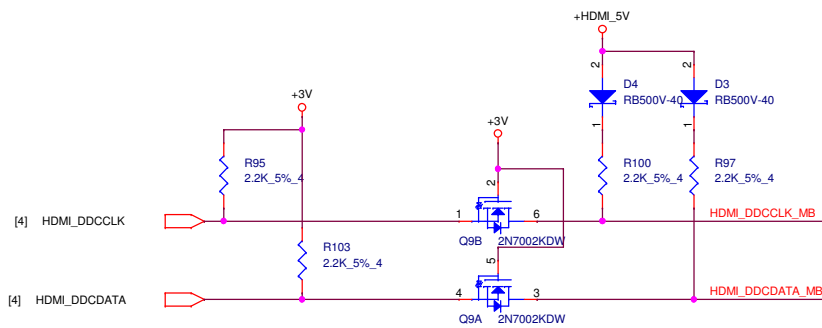 +HDMI_5V
2
2
D4
D3
RB500V-40
RB500V-40
+3V
1
1
+3V
R95
2.2K_5%_4
R100
2.2K_5%_4
R97
2.2K_5%_4
2
[4] HDMI_DDCCLK
1
6
HDMI_DDCCLK_MB
Q9B
2N7002KDW
R103
2.2K_5%_4
5
[4] HDMI_DDCDATA
4
3
HDMI_DDCDATA_MB
Q9A
2N7002KDW